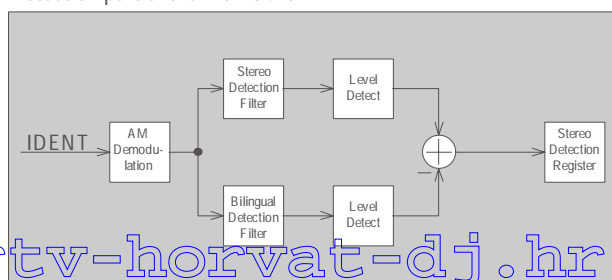 Stereo
Detection
Filter
Level
Detect
IDENT
AM
Demodu-
lation
Stereo
Detection
Register
−
Bilingual
Detection
Filter
Level
Detect
rtv-horvat-dj.hr